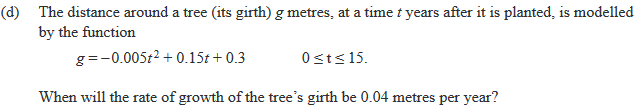 (d) The distance around a tree (its girth) g metres, at a time t years after it is planted, is modelled
by the function
g = −0.005t² + 0.15t + 0.3 0 ≤ t ≤ 15.
When will the rate of growth of the tree's girth be 0.04 metres per year?